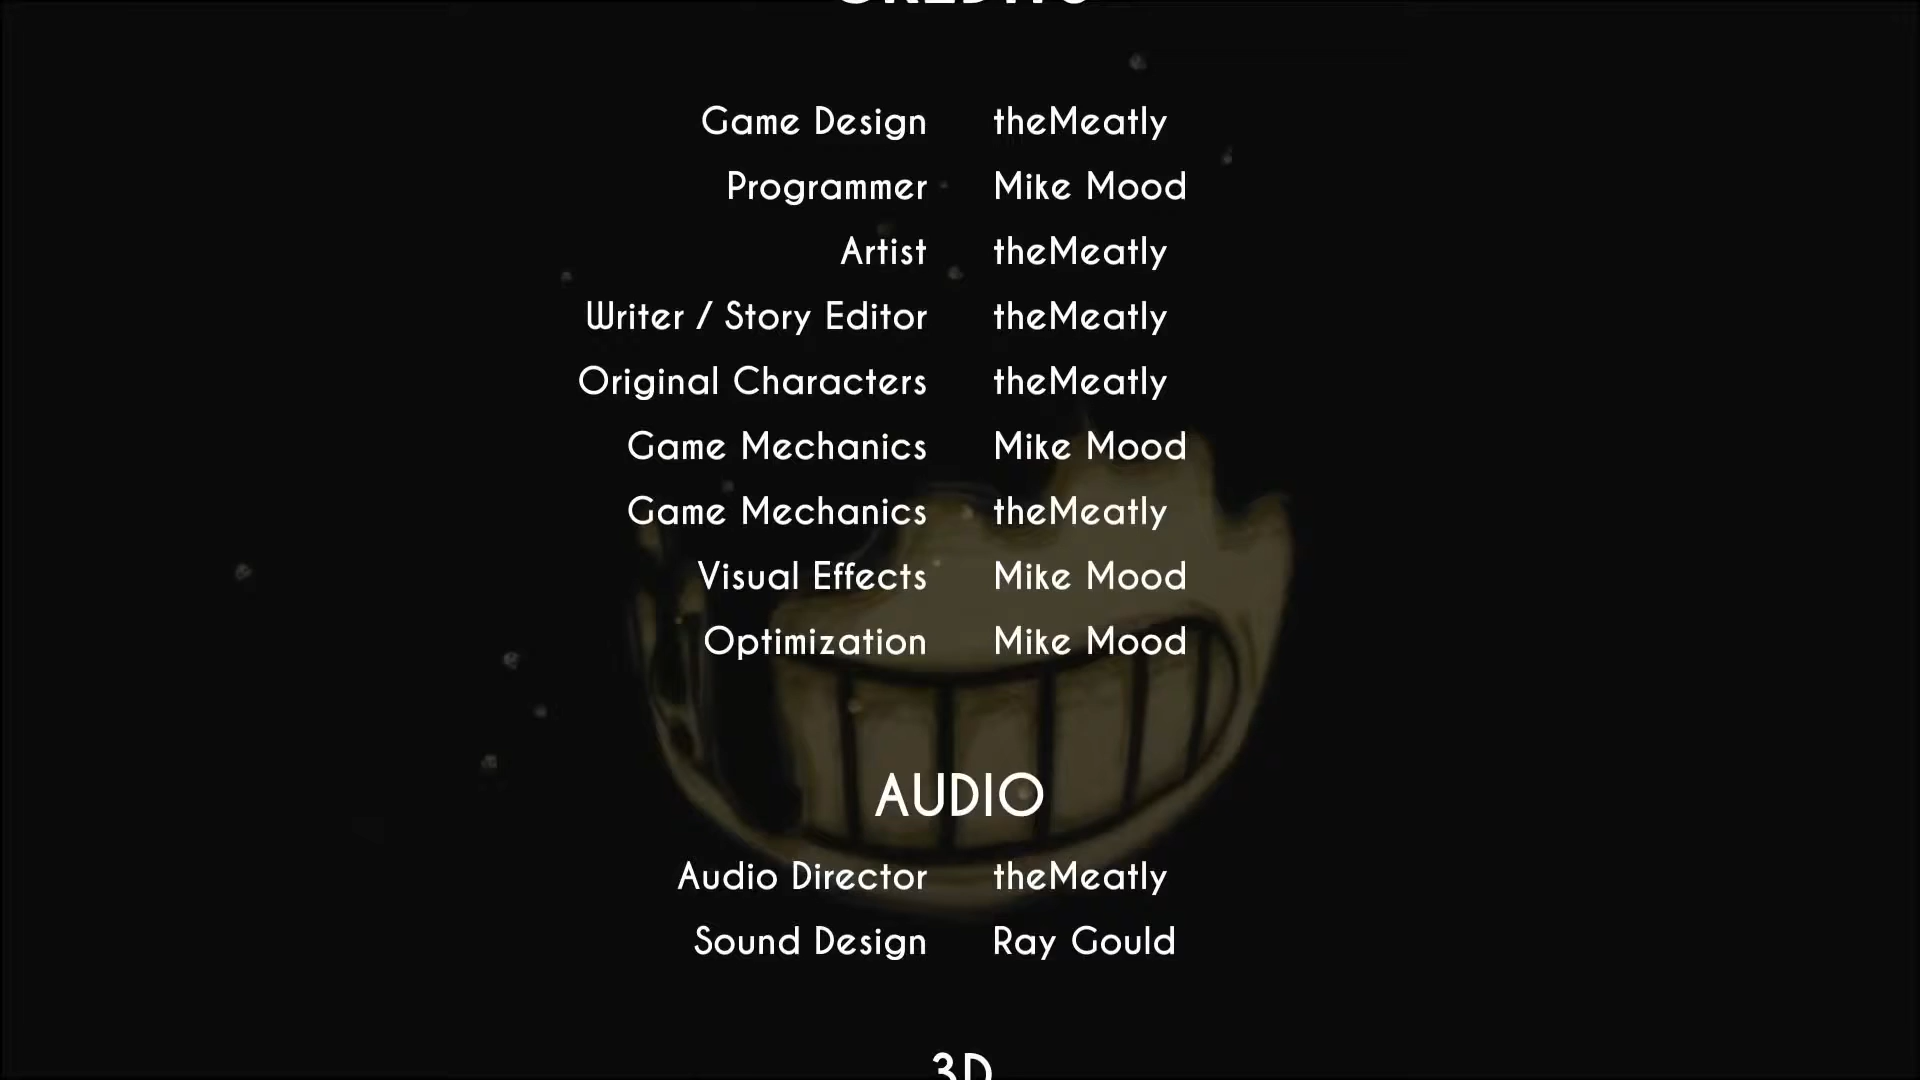 CREDITS
Game Design theMeatly
Programmer Mike Mood
Artist theMeatly
Writer / Story Editor theMeatly
Original Characters theMeatly
Game Mechanics Mike Mood
Game Mechanics theMeatly
Visual Effects Mike Mood
Optimization Mike Mood
AUDIO
Audio Director theMeatly
Sound Design Ray Gould
3D